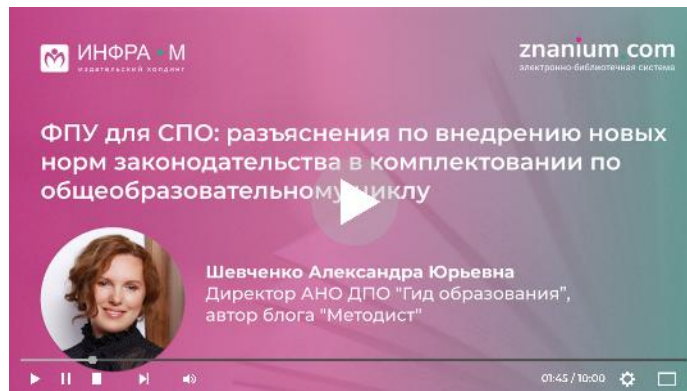 ИНФРА·М
издательский холдинг
znanium.com
электронно-библиотечная система
ФПУ для СПО: разъяснения по внедрению новых
норм законодательства в комплектовании по
общеобразовательному циклу
Шевченко Александра Юрьевна
Директор АНО ДПО "Гид образования",
автор блога "Методист"
01:45/10:00